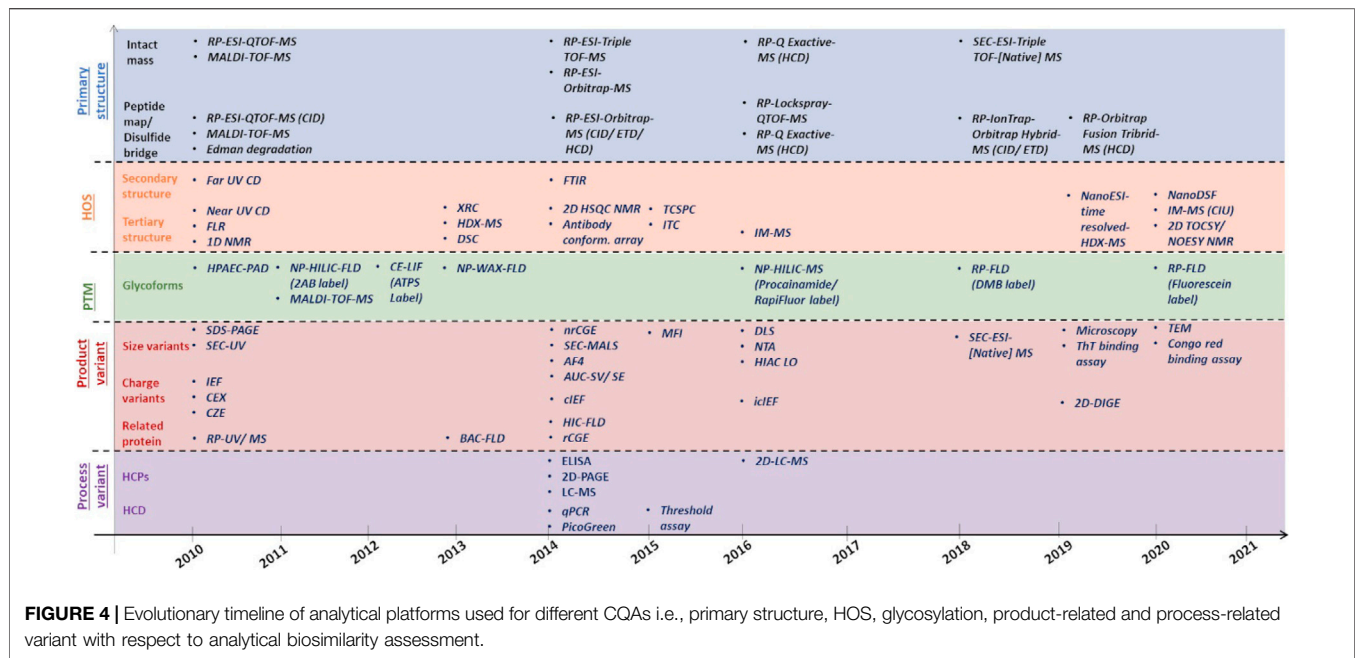 Primary
structure
Intact
mass
• RP-ESI-QTOF-MS
• MALDI-TOF-MS
• RP-ESI-Triple
TOF-MS
• RP-ESI-
Orbitrap-MS
• RP-Q Exactive-
MS (HCD)
• SEC-ESI-Triple
TOF-[Native] MS
Peptide
map/
Disulfide
bridge
• RP-ESI-QTOF-MS (CID)
• MALDI-TOF-MS
• Edman degradation
• RP-ESI-Orbitrap-
MS (CID/ ETD/
HCD)
• RP-Lockspray-
QTOF-MS
• RP-Q Exactive-
MS (HCD)
• RP-IonTrap-
Orbitrap Hybrid-
MS (CID/ ETD)
• RP-Orbitrap
Fusion Tribrid-
MS (HCD)
HOS
Secondary
structure
• Far UV CD
• FTIR
Tertiary
structure
• Near UV CD
• FLR
• 1D NMR
• XRC
• HDX-MS
• DSC
• 2D HSQC NMR
• Antibody
conform. array
• TCSPC
• ITC
• IM-MS
• NanoESI-
time
resolved-
HDX-MS
• NanoDSF
• IM-MS (CIU)
• 2D TOCSY/
NOESY NMR
PTM
Glycoforms
• HPAEC-PAD
• NP-HILIC-FLD
(2AB label)
• MALDI-TOF-MS
• CE-LIF
(ATPS
Label)
• NP-WAX-FLD
• NP-HILIC-MS
(Procainamide/
RapiFluor label)
• RP-FLD
(DMB label)
• RP-FLD
(Fluorescein
label)
Product
variant
Size variants
• SDS-PAGE
• SEC-UV
• nrCGE
• SEC-MALS
• AF4
• AUC-SV/ SE
• MFI
• DLS
• NTA
• HIAC LO
• SEC-ESI-
[Native] MS
• Microscopy
• ThT binding
assay
• TEM
• Congo red
binding assay
Charge
variants
• IEF
• CEX
• CZE
• cIEF
• icIEF
• 2D-DIGE
Related
protein
• RP-UV/ MS
• BAC-FLD
• HIC-FLD
• rCGE
Process
variant
HCPs
• ELISA
• 2D-PAGE
• LC-MS
• 2D-LC-MS
HCD
• qPCR
• PicoGreen
• Threshold
assay
2010
2011
2012
2013
2014
2015
2016
2017
2018
2019
2020
2021
FIGURE 4 | Evolutionary timeline of analytical platforms used for different CQAs i.e., primary structure, HOS, glycosylation, product-related and process-related
variant with respect to analytical biosimilarity assessment.